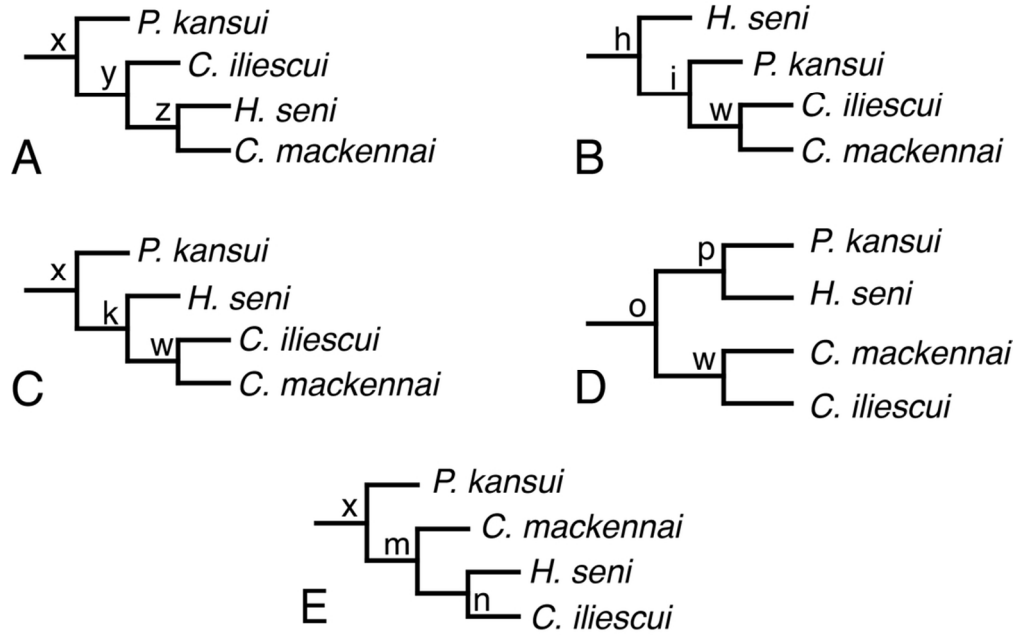 x
P. kansui
y
C. iliescui
z
H. seni
C. mackennai
A
h
H. seni
i
P. kansui
w
C. iliescui
C. mackennai
B
x
P. kansui
k
H. seni
w
C. iliescui
C. mackennai
C
o
p
P. kansui
H. seni
w
C. mackennai
C. iliescui
D
x
P. kansui
m
C. mackennai
H. seni
n
C. iliescui
E